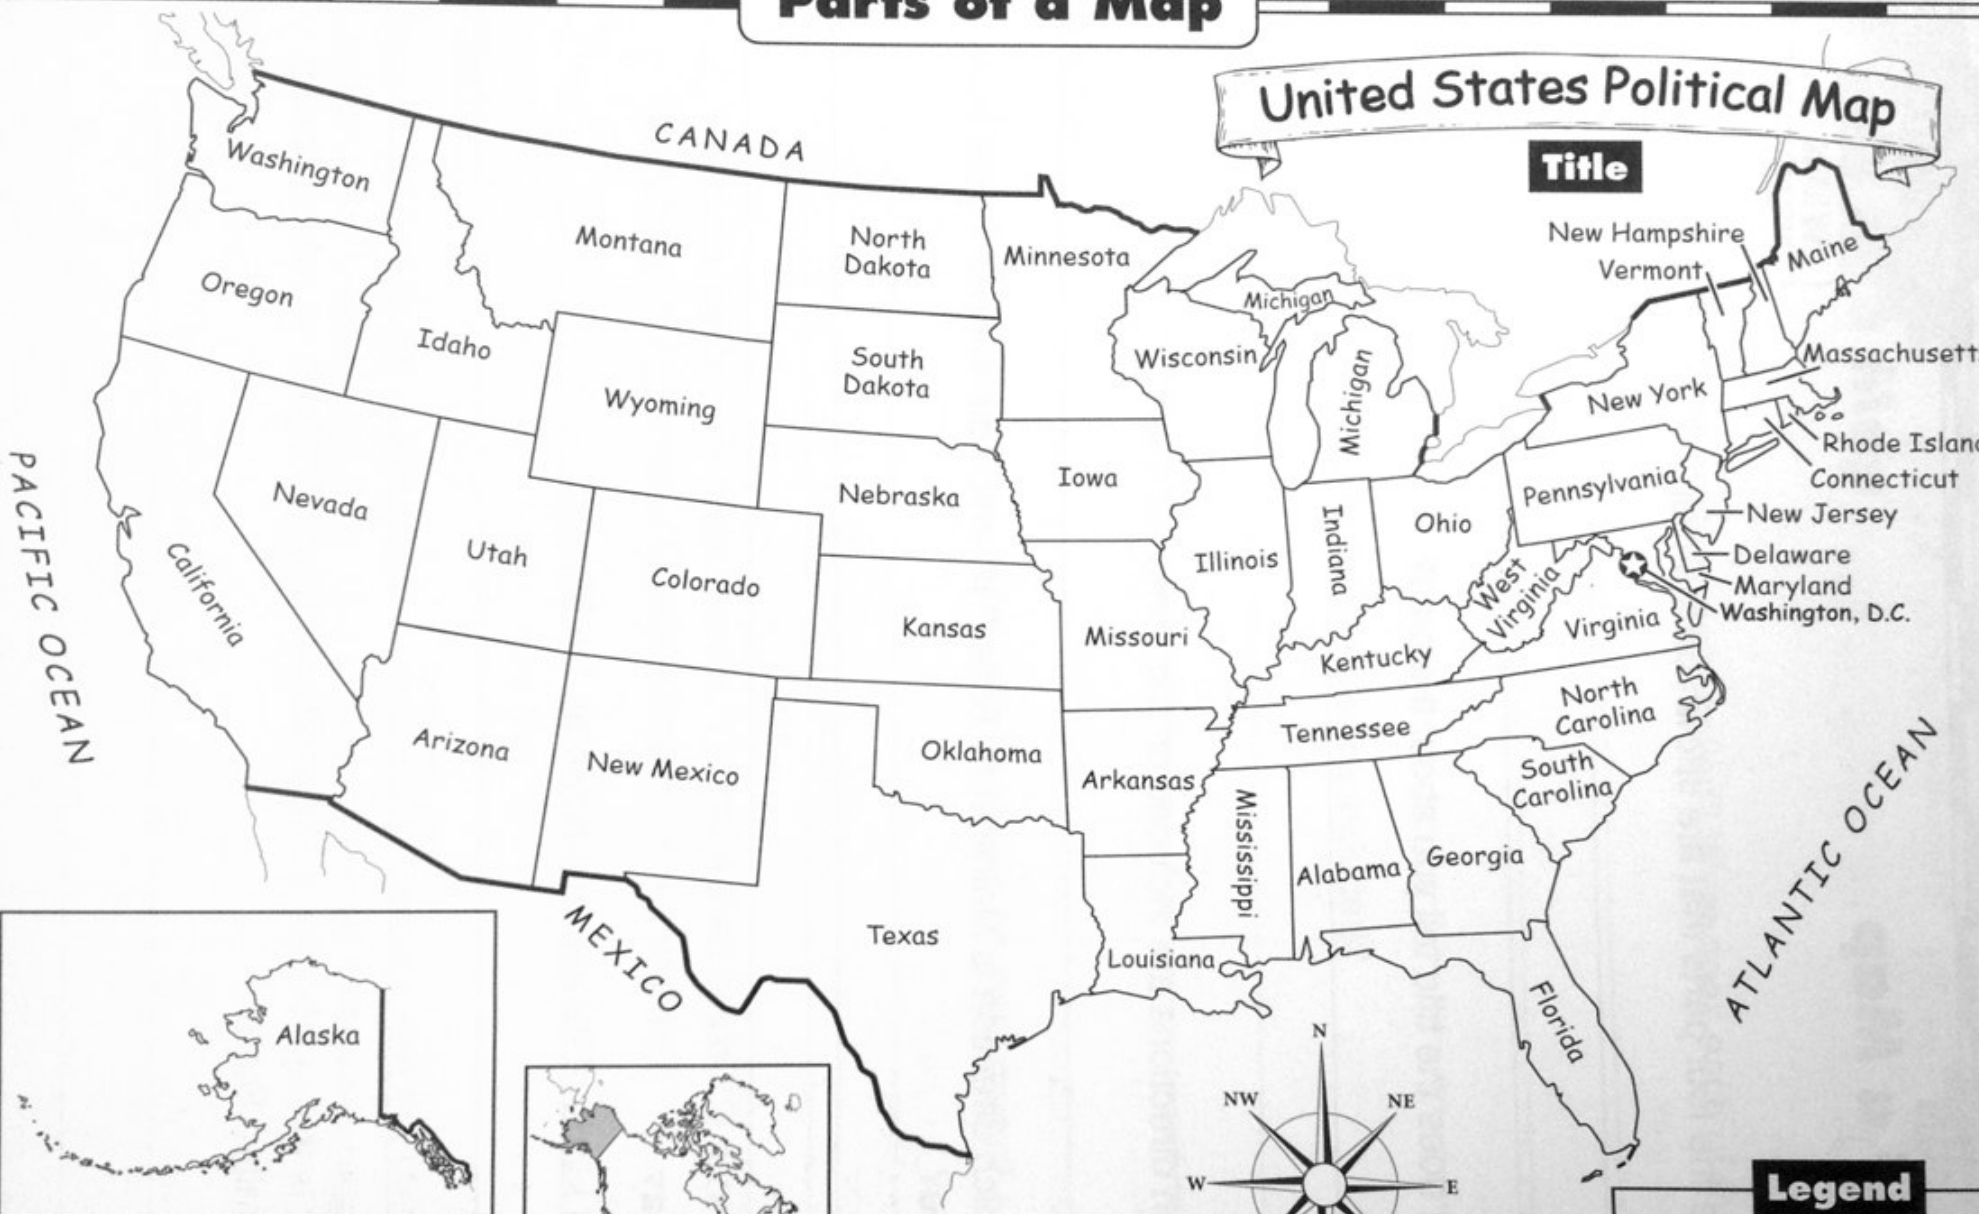 Parts of a Map
United States Political Map
Title
CANADA
Washington
Montana
North
Dakota
Minnesota
New Hampshire
Vermont
Maine
Oregon
Idaho
Michigan
Wisconsin
Michigan
South
Dakota
Wyoming
New York
Massachusett
Rhode Islan
Connecticut
New Jersey
Delaware
Maryland
Washington, D.C.
PACIFIC OCEAN
Nevada
Utah
Colorado
California
Nebraska
Iowa
Illinois
Indiana
Ohio
Pennsylvania
West
Virginia
Virginia
Kansas
Missouri
Kentucky
Arizona
New Mexico
Oklahoma
Arkansas
Tennessee
North
Carolina
South
Carolina
Mississippi
Alabama
Georgia
ATLANTIC OCEAN
MEXICO
Texas
Louisiana
Florida
Alaska
N
NW
NE
W
E
Legend